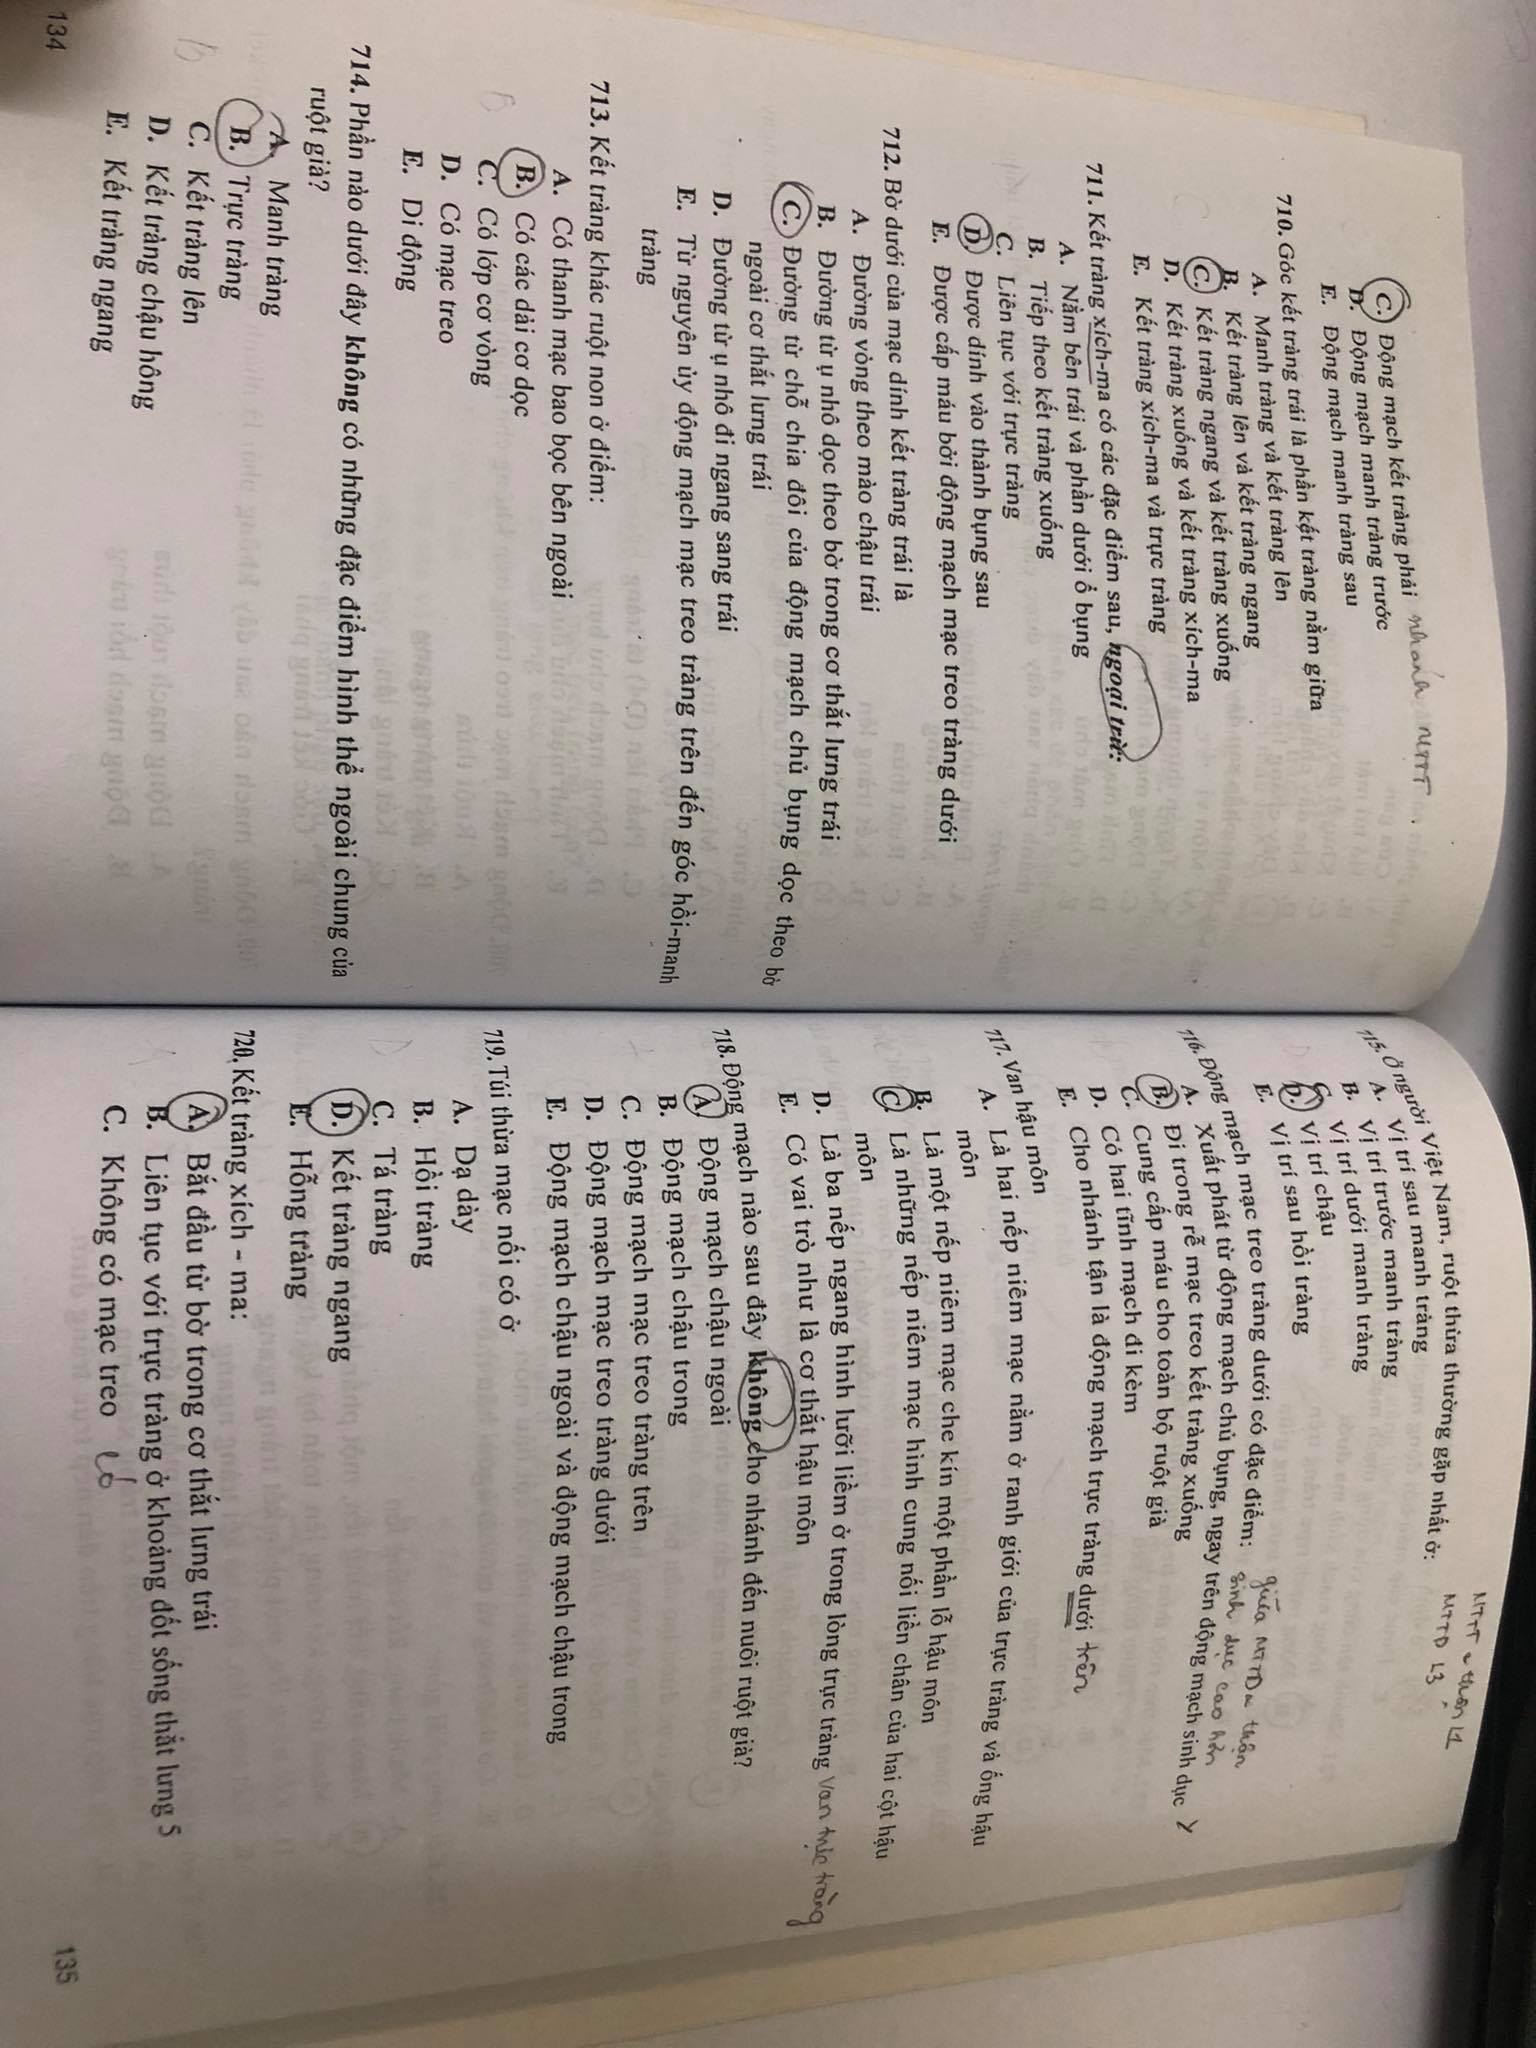 C. Động mạch kết tràng phải nhánh MTTT
D. Động mạch manh tràng trước
E. Động mạch manh tràng sau
710. Góc kết tràng trái là phần kết tràng nằm giữa
A. Manh tràng và kết tràng lên
B. Kết tràng lên và kết tràng ngang
C. Kết tràng ngang và kết tràng xuống
D. Kết tràng xuống và kết tràng xích-ma
E. Kết tràng xích-ma và trực tràng
711. Kết tràng xích-ma có các đặc điểm sau, ngoại trừ:
A. Nằm bên trái và phần dưới ổ bụng
B. Tiếp theo kết tràng xuống
C. Liên tục với trực tràng
D. Được dính vào thành bụng sau
E. Được cấp máu bởi động mạch mạc treo tràng dưới
712. Bờ dưới của mạc dính kết tràng trái là
A. Đường vòng theo mào chậu trái
B. Đường từ ụ nhô dọc theo bờ trong cơ thắt lưng trái
C. Đường từ chỗ chia đôi của động mạch chủ bụng dọc theo bờ
ngoài cơ thắt lưng trái
D. Đường từ ụ nhô đi ngang sang trái
E. Từ nguyên ủy động mạch mạc treo tràng trên đến góc hồi-manh
tràng
713. Kết tràng khác ruột non ở điểm:
A. Có thanh mạc bao bọc bên ngoài
B. Có các dải cơ dọc
B
C. Có lớp cơ vòng
D. Có mạc treo
E. Di động
714. Phần nào dưới đây không có những đặc điểm hình thể ngoài chung của
ruột già?
A. Manh tràng
B. Trực tràng
B
C. Kết tràng lên
D. Kết tràng chậu hông
E. Kết tràng ngang
134
MTTT ~ thận L1
MTTD L3
715. Ở người Việt Nam, ruột thừa thường gặp nhất ở:
A. Vị trí sau manh tràng
B. Vị trí trước manh tràng
C. Vị trí dưới manh tràng
D. Vị trí chậu
E. Vị trí sau hồi tràng
716. Động mạch mạc treo tràng dưới có đặc điểm: giữa MTTD ~ thận
sinh dục cao hơn
A. Xuất phát từ động mạch chủ bụng, ngay trên động mạch sinh dục
B. Đi trong rễ mạc treo kết tràng xuống
C. Cung cấp máu cho toàn bộ ruột già
D. Có hai tĩnh mạch đi kèm
E. Cho nhánh tận là động mạch trực tràng dưới trên
717. Van hậu môn
A. Là hai nếp niêm mạc nằm ở ranh giới của trực tràng và ống hậu
môn
B. Là một nếp niêm mạc che kín một phần lỗ hậu môn
C. Là những nếp niêm mạc hình cung nối liền chân của hai cột hậu
môn
D. Là ba nếp ngang hình lưỡi liềm ở trong lòng trực tràng van trực tràng
E. Có vai trò như là cơ thắt hậu môn
718. Động mạch nào sau đây không cho nhánh đến nuôi ruột già?
A. Động mạch chậu ngoài
B. Động mạch chậu trong
C. Động mạch mạc treo tràng trên
D. Động mạch mạc treo tràng dưới
E. Động mạch chậu ngoài và động mạch chậu trong
719. Túi thừa mạc nối có ở
A. Dạ dày
B. Hồi tràng
C. Tá tràng
D. Kết tràng ngang
E. Hỗng tràng
720. Kết tràng xích - ma:
A. Bắt đầu từ bờ trong cơ thắt lưng trái
B. Liên tục với trực tràng ở khoảng đốt sống thắt lưng 5
C. Không có mạc treo có
135